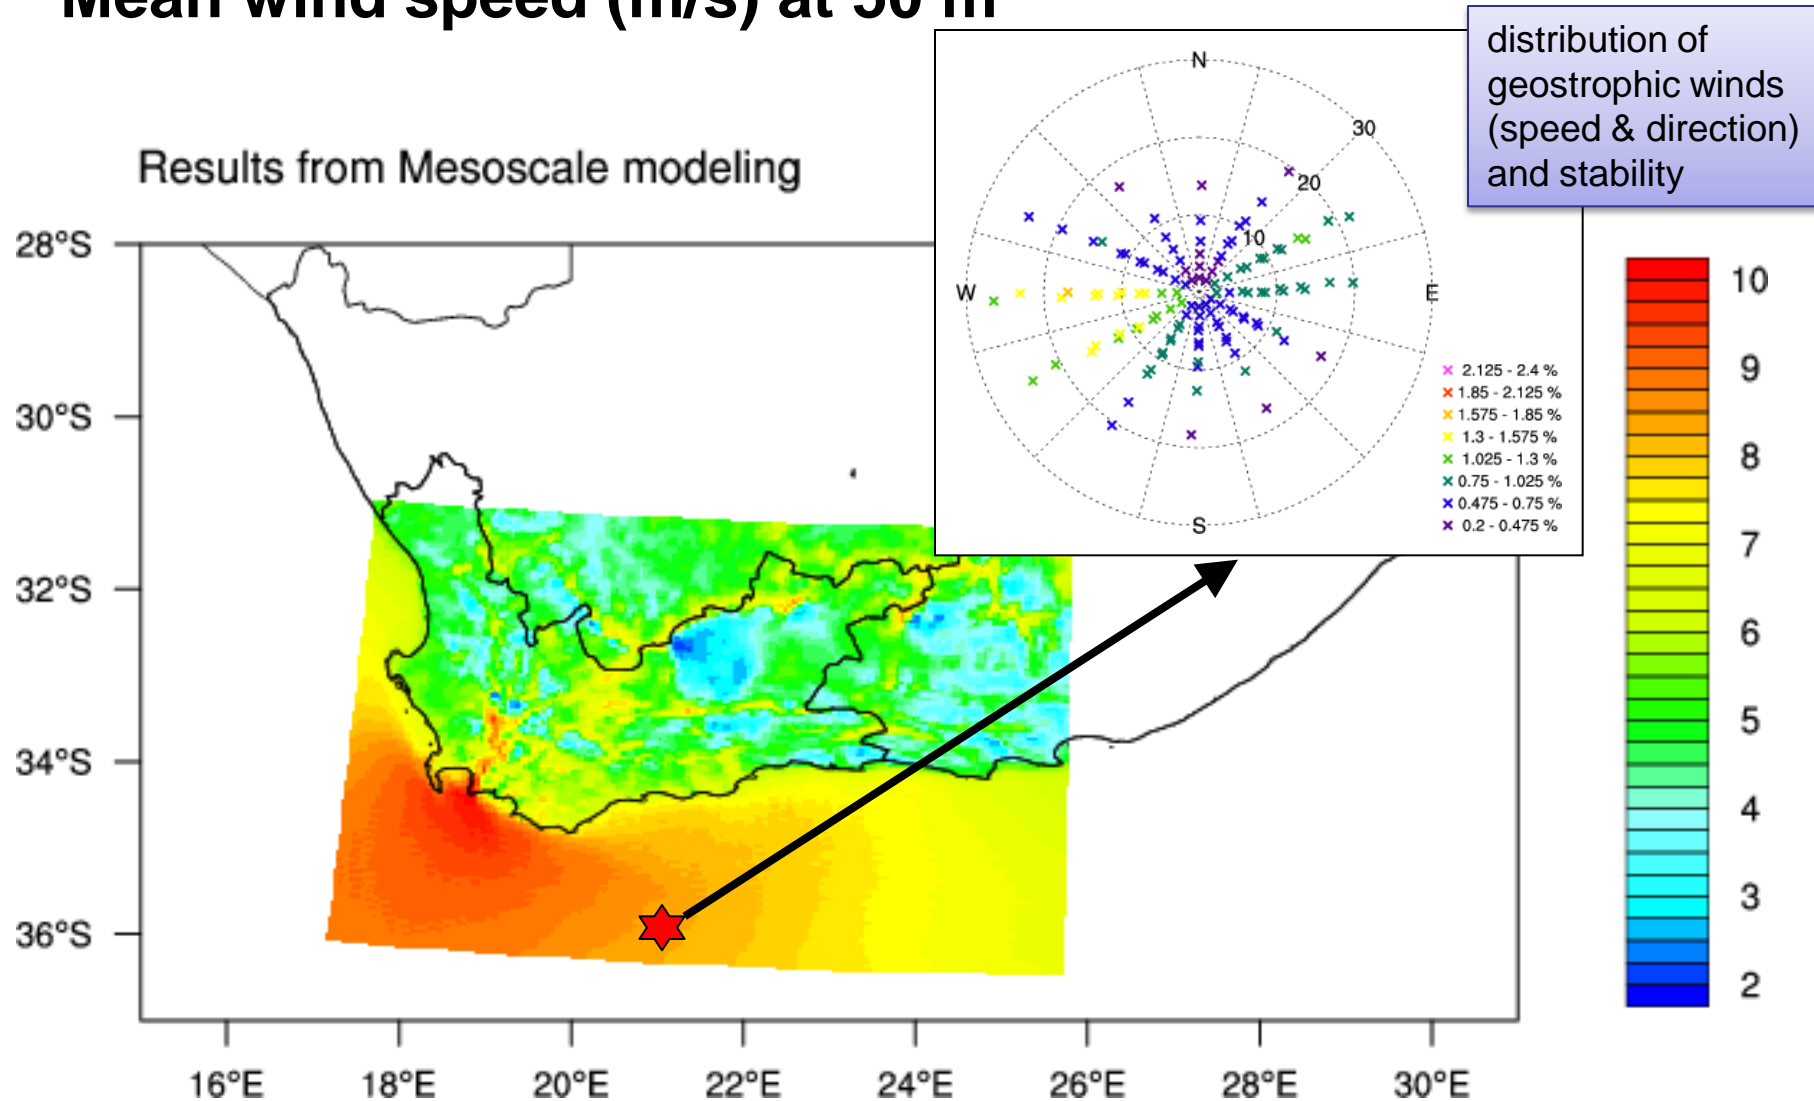 Mean wind speed (m/s) at 50 m
distribution of
geostrophic winds
(speed & direction)
and stability
Results from Mesoscale modeling
N
30
20
10
W
E
S
2.125 - 2.4 %
1.85 - 2.125 %
1.575 - 1.85 %
1.3 - 1.575 %
1.025 - 1.3 %
0.75 - 1.025 %
0.475 - 0.75 %
0.2 - 0.475 %
28°S
30°S
32°S
34°S
36°S
16°E
18°E
20°E
22°E
24°E
26°E
28°E
30°E
10
9
8
7
6
5
4
3
2